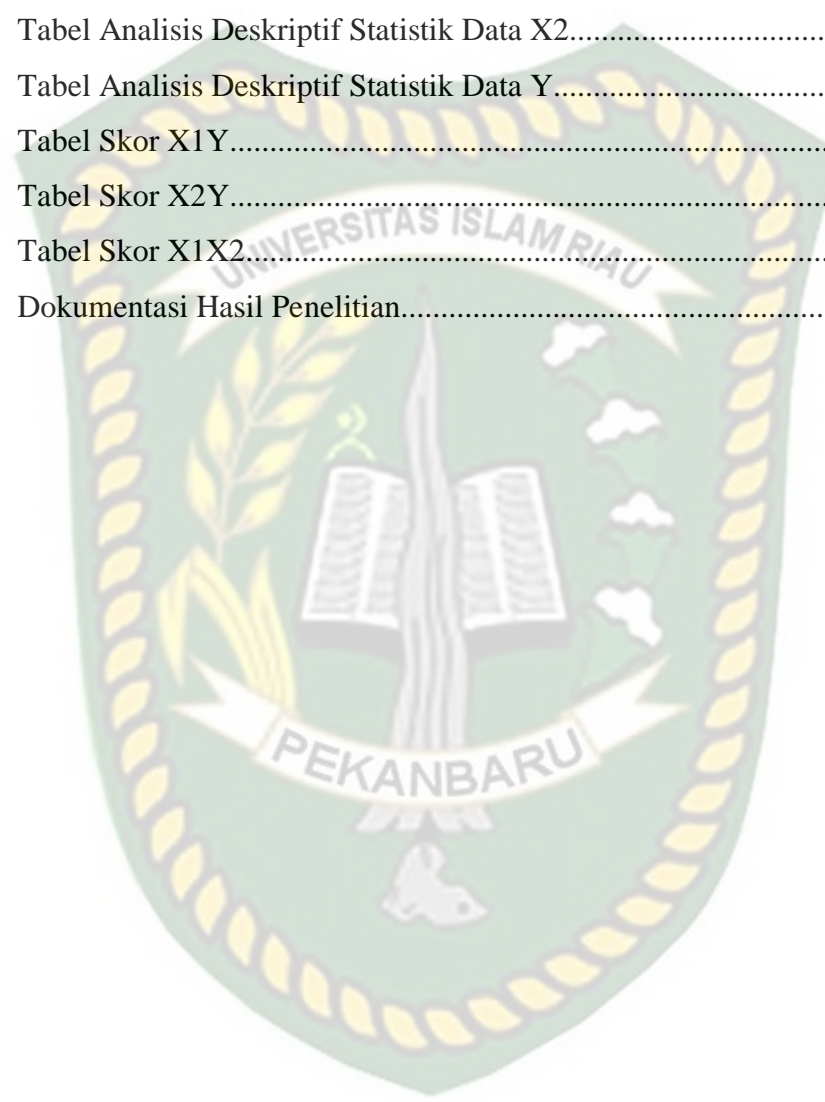 Tabel Analisis Deskriptif Statistik Data X2................................
Tabel Analisis Deskriptif Statistik Data Y..................................
Tabel Skor X1Y...........................................................................
Tabel Skor X2Y...........................................................................
UNIVERSITAS ISLAM RIAU
Tabel Skor X1X2.........................................................................
Dokumentasi Hasil Penelitian.....................................................
PEKANBARU